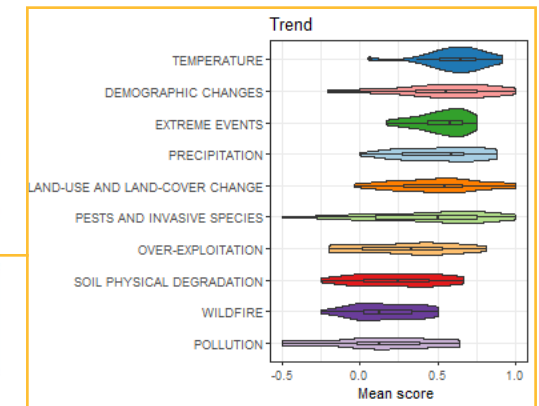 Trend
TEMPERATURE
DEMOGRAPHIC CHANGES
EXTREME EVENTS
PRECIPITATION
LAND-USE AND LAND-COVER CHANGE
PESTS AND INVASIVE SPECIES
OVER-EXPLOITATION
SOIL PHYSICAL DEGRADATION
WILDFIRE
POLLUTION
-0.5 0.0 0.5 1.0
Mean score